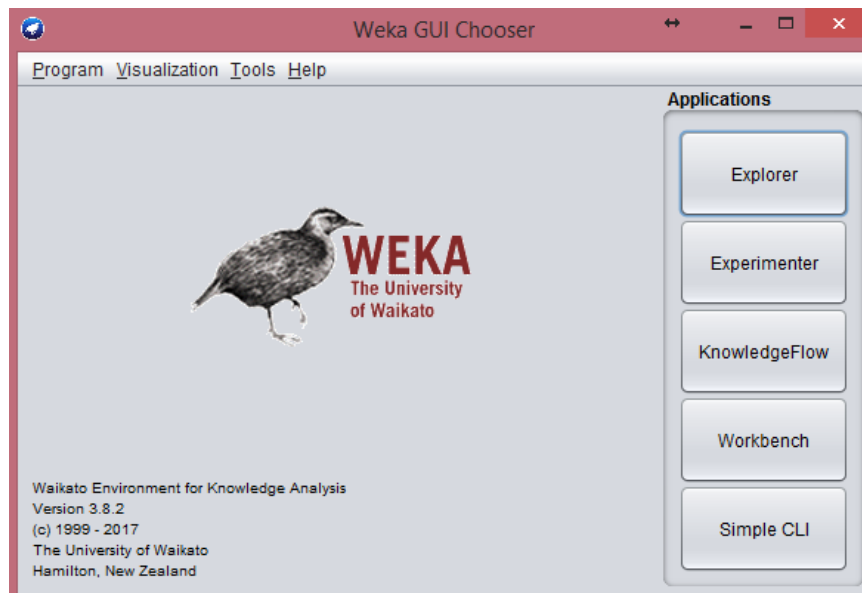 Weka GUI Chooser
Program Visualization Tools Help
Applications
Explorer
Experimenter
KnowledgeFlow
Workbench
Simple CLI
WEKA
The University
of Waikato
Waikato Environment for Knowledge Analysis
Version 3.8.2
(c) 1999 - 2017
The University of Waikato
Hamilton, New Zealand